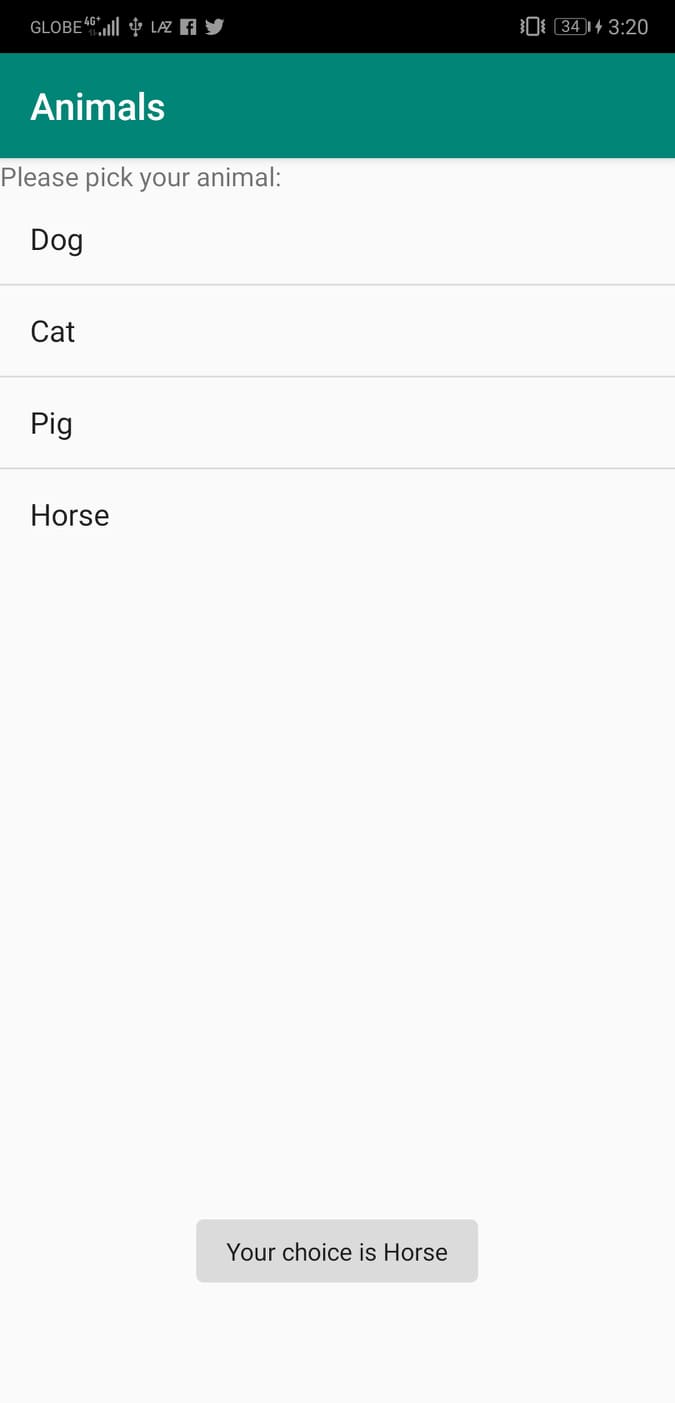 GLOBE 4G+ LAZ 34 3:20
Animals
Please pick your animal:
Dog
Cat
Pig
Horse
Your choice is Horse